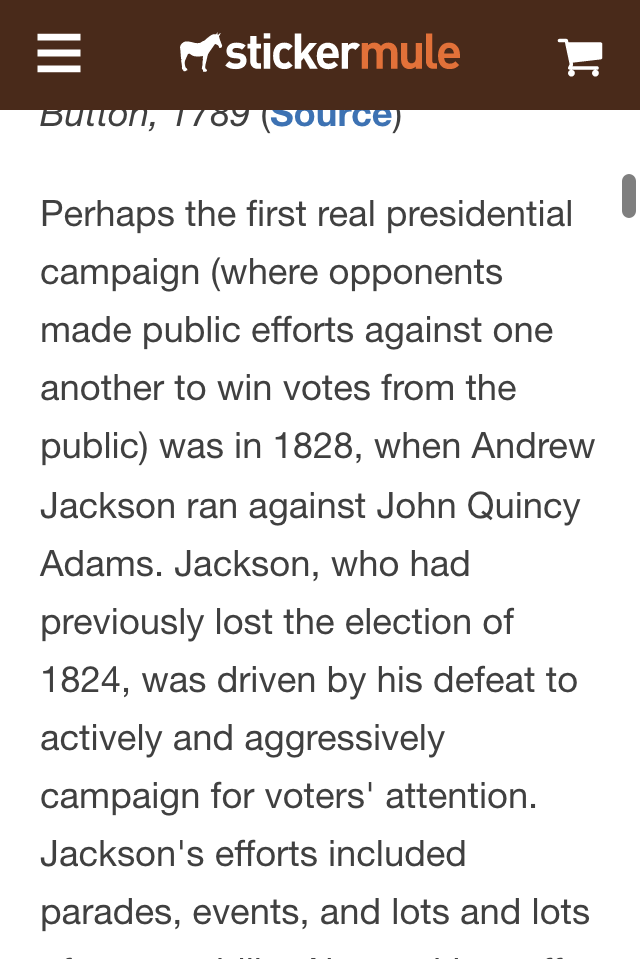 stickermule
Button, 1789 (Source)
Perhaps the first real presidential
campaign (where opponents
made public efforts against one
another to win votes from the
public) was in 1828, when Andrew
Jackson ran against John Quincy
Adams. Jackson, who had
previously lost the election of
1824, was driven by his defeat to
actively and aggressively
campaign for voters' attention.
Jackson's efforts included
parades, events, and lots and lots